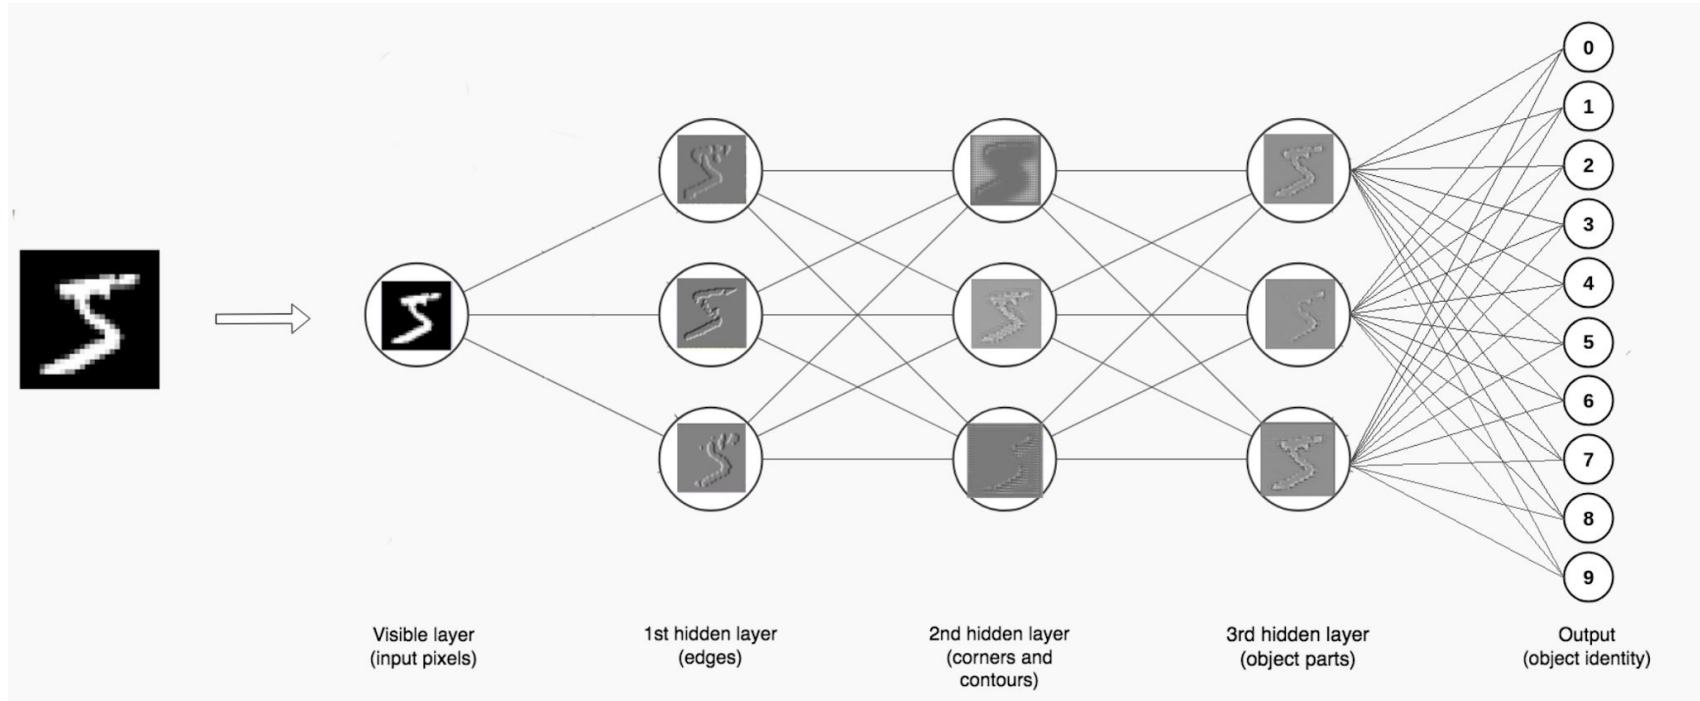 0
1
2
3
4
5
6
7
8
9
Visible layer
(input pixels)
1st hidden layer
(edges)
2nd hidden layer
(corners and
contours)
3rd hidden layer
(object parts)
Output
(object identity)